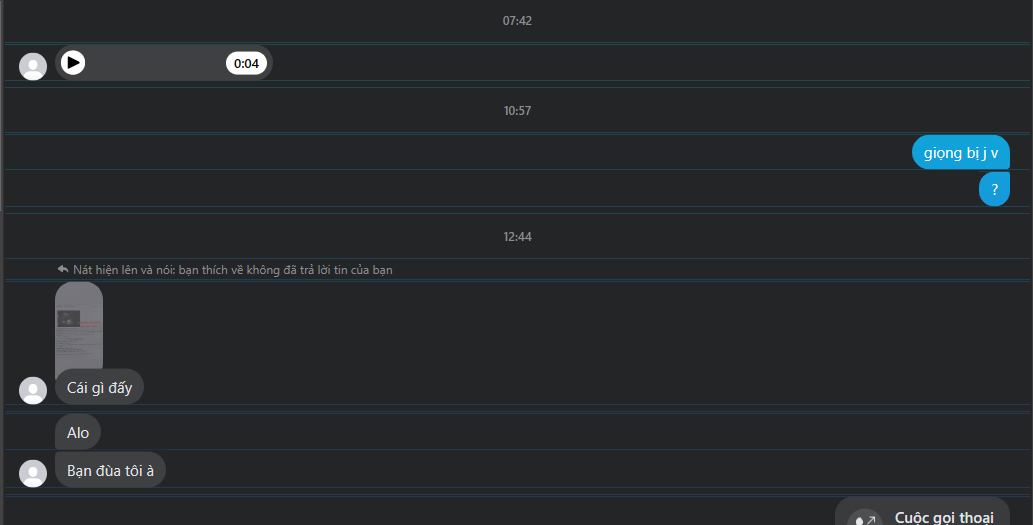 07:42
0:04
10:57
giọng bị j v
?
12:44
Nát hiện lên và nói: bạn thích về không đã trả lời tin của bạn
Cái gì đấy
Alo
Bạn đùa tôi à
Cuộc gọi thoại